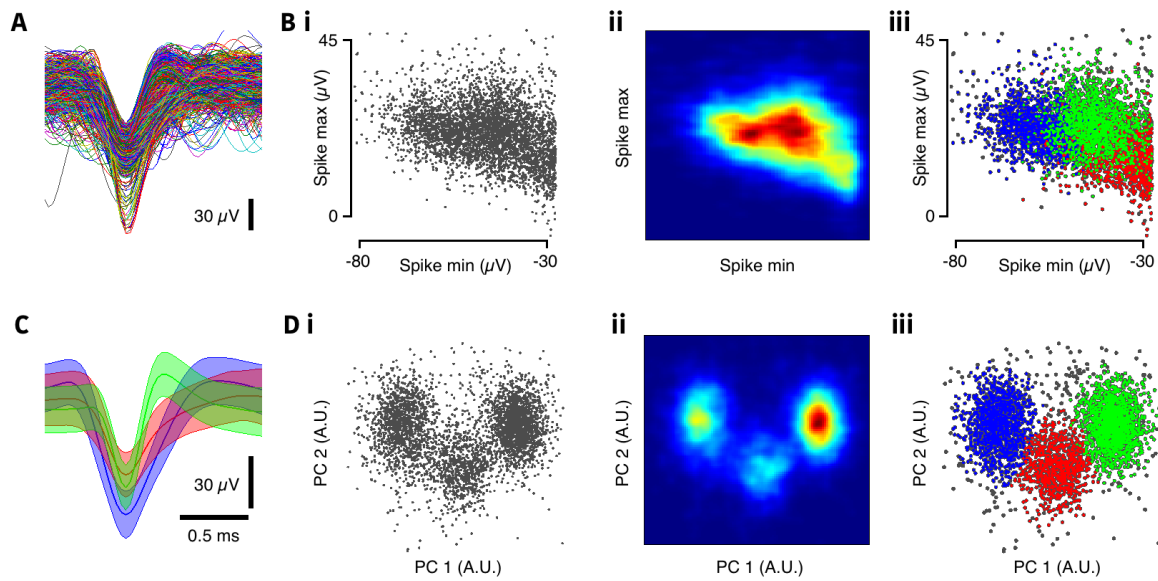 A
30 µV
B i
45
Spike max (µV)
0
-80
Spike min (µV)
-30
ii
Spike max
Spike min
iii
45
Spike max (µV)
0
-80
Spike min (µV)
-30
C
30 µV
0.5 ms
D i
PC 2 (A.U.)
PC 1 (A.U.)
ii
PC 2 (A.U.)
PC 1 (A.U.)
iii
PC 2 (A.U.)
PC 1 (A.U.)